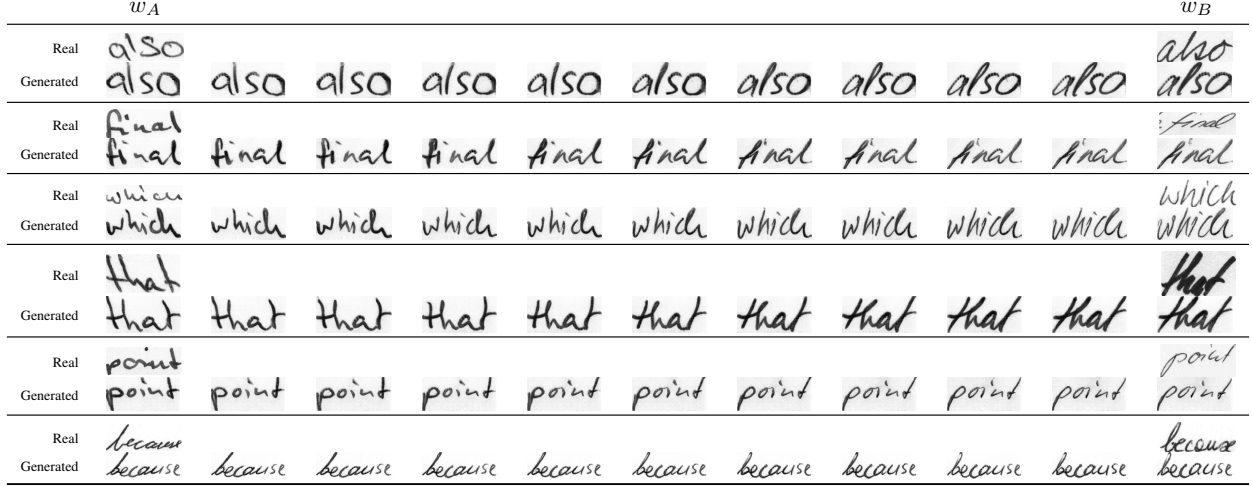 w_A w_B
Real also also
Generated also also also also also also also also also also also
Real final final
Generated final final final final final final final final final final final
Real which which
Generated which which which which which which which which which which which
Real that that
Generated that that that that that that that that that that that
Real point point
Generated point point point point point point point point point point point
Real because because
Generated because because because because because because because because because because because